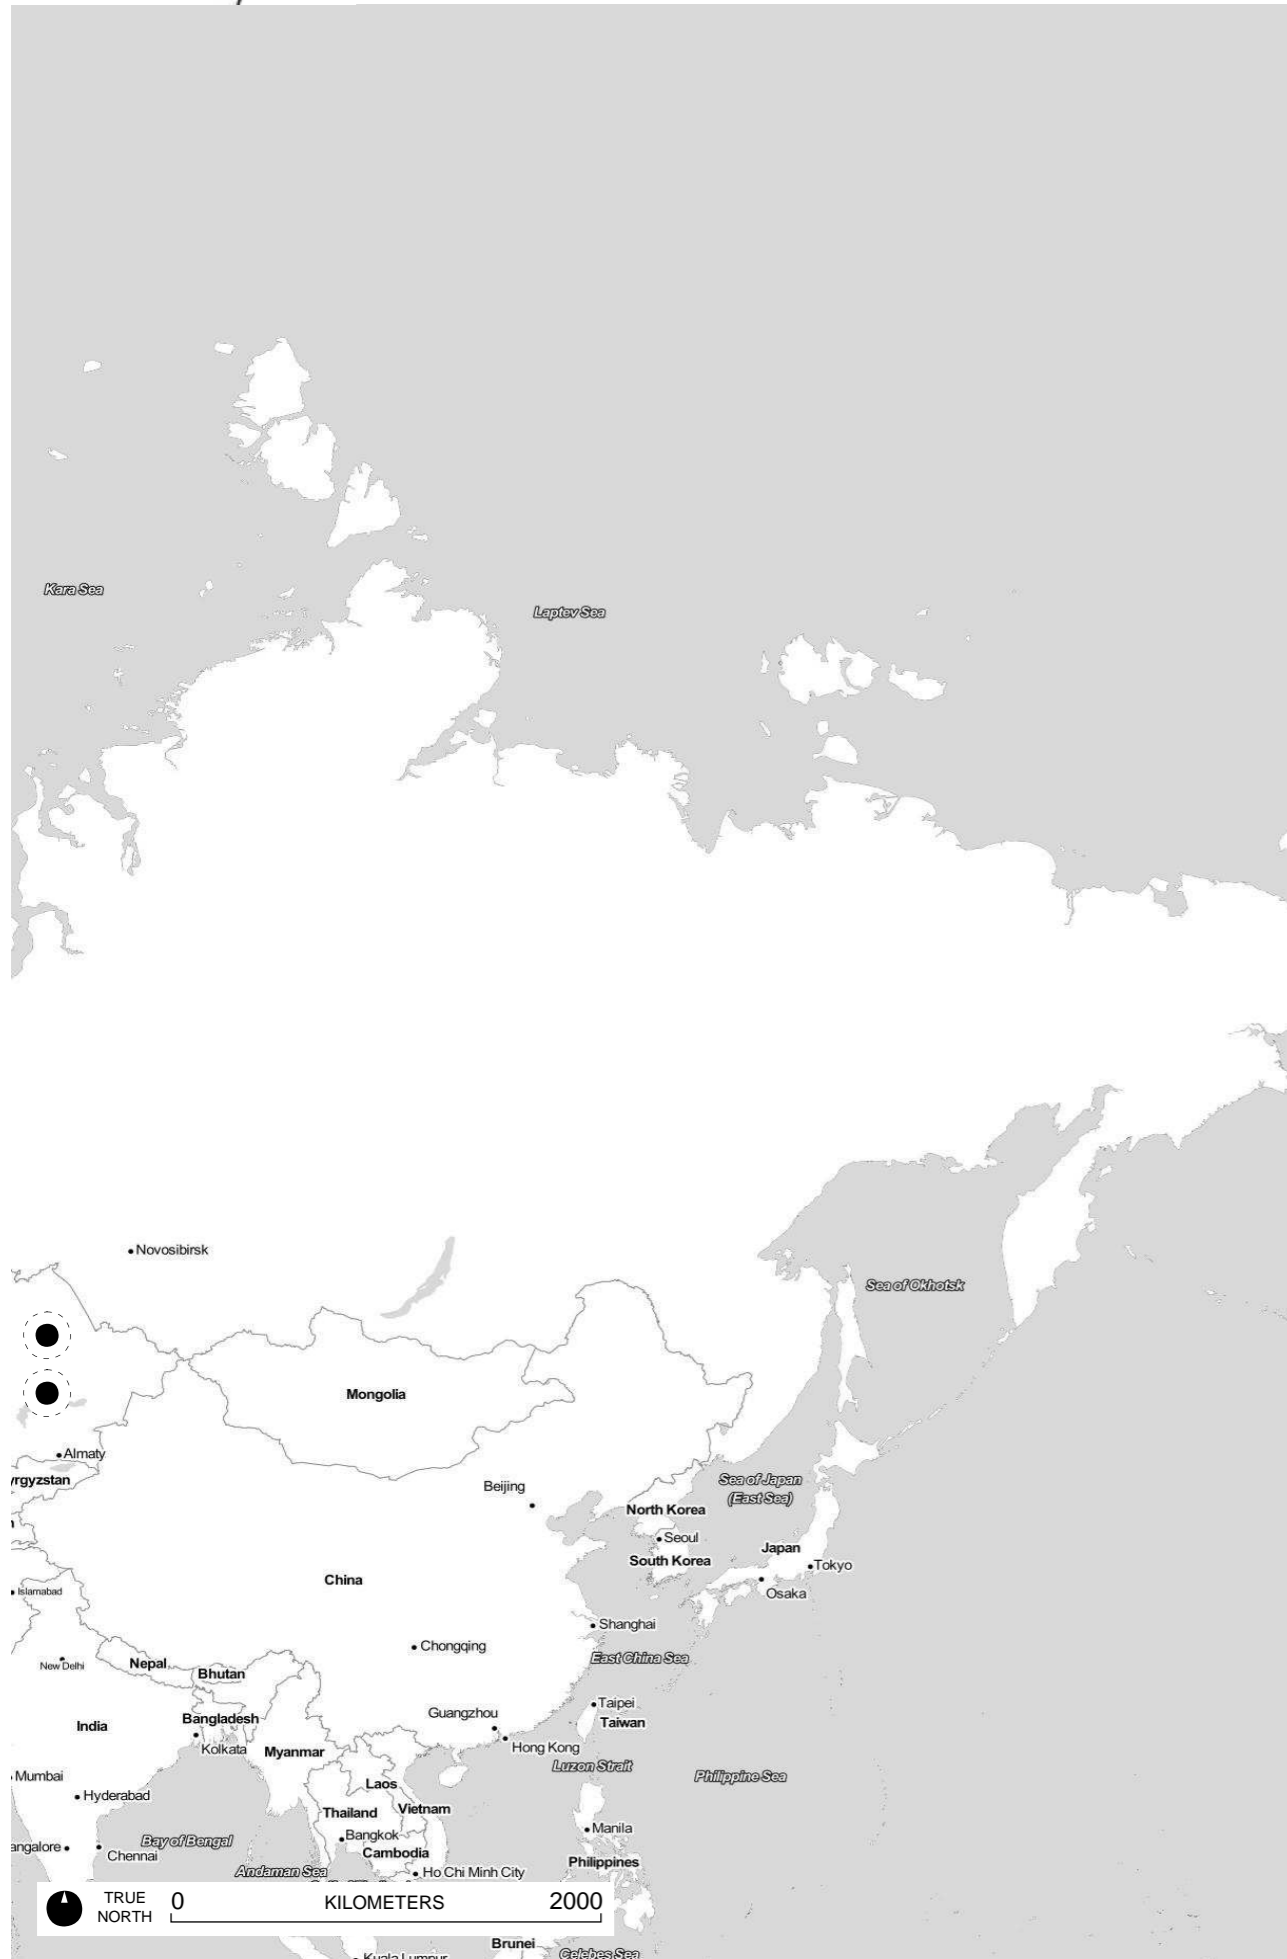 Kara Sea
Laptev Sea
Novosibirsk
Sea of Okhotsk
Mongolia
Almaty
yrgyzstan
Beijing
Sea of Japan
(East Sea)
North Korea
n
Seoul
Japan
South Korea
Tokyo
China
Islamabad
Osaka
Shanghai
Chongqing
East China Sea
New Delhi
Nepal
Bhutan
Taipei
Guangzhou
Bangladesh
Taiwan
India
Kolkata
Myanmar
Hong Kong
Luzon Strait
Mumbai
Philippine Sea
Laos
Hyderabad
Thailand
Vietnam
Manila
Bangkok
Bay of Bengal
angalore
Chennai
Cambodia
Philippines
Andaman Sea
Ho Chi Minh City
TRUE
NORTH
0 KILOMETERS 2000
Brunei
Celebes Sea
Kuala Lumpur